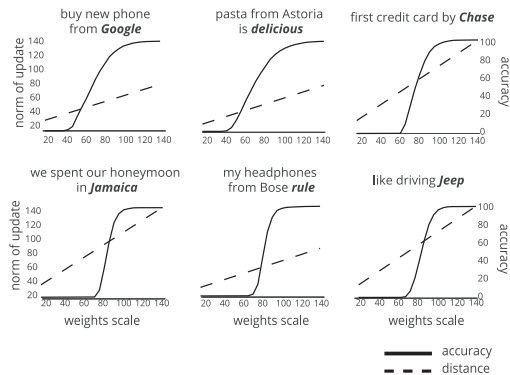 buy new phone
from Google
pasta from Astoria
is delicious
first credit card by Chase
norm of update
140
120
100
80
60
40
20
20 40 60 80 100 120 140
20 40 60 80 100 120 140
20 40 60 80 100 120 140
100
80
60
40
20
0
accuracy
we spent our honeymoon
in Jamaica
my headphones
from Bose rule
like driving Jeep
norm of update
140
120
100
80
60
40
20
20 40 60 80 100 120 140
20 40 60 80 100 120 140
20 40 60 80 100 120 140
100
80
60
40
20
0
accuracy
weights scale
weights scale
weights scale
accuracy
distance